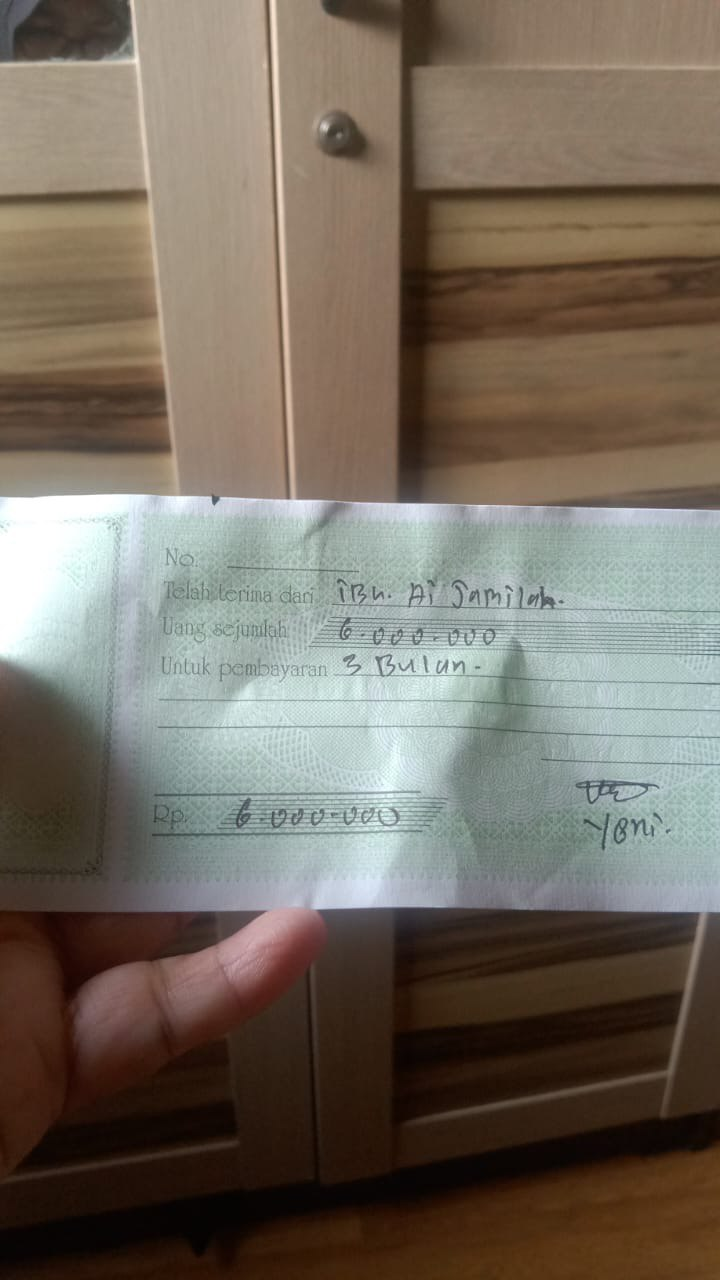 No.
Telah terima dari iBu. Ai Jamilah.
Uang sejumlah 6.000.000
Untuk pembayaran 3 Bulan -
Rp. 6.000.000
Yeni.